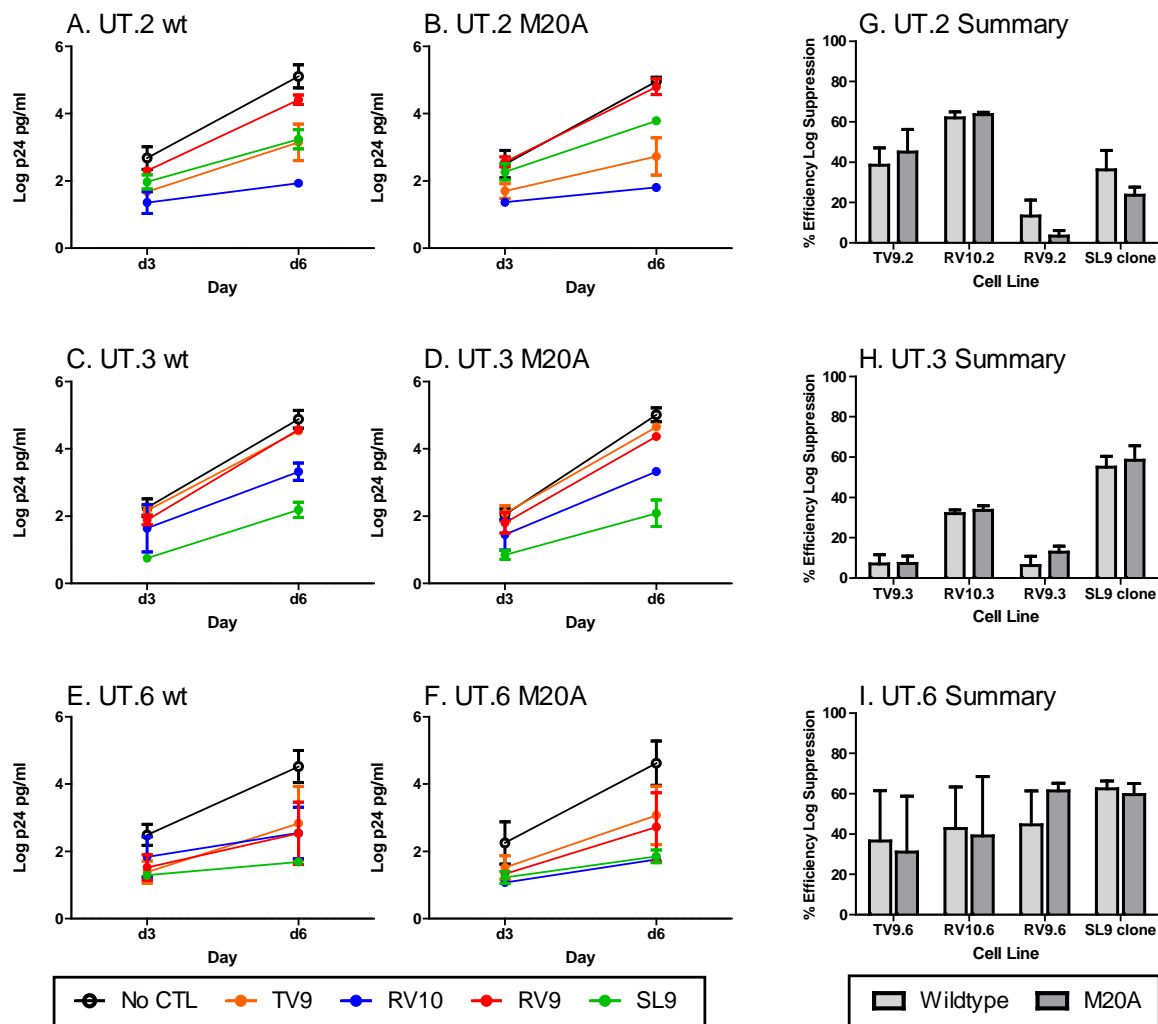 A. UT.2 wt
Log p24 pg/ml
6
4
2
0
d3 d6
Day
B. UT.2 M20A
Log p24 pg/ml
6
4
2
0
d3 d6
Day
G. UT.2 Summary
% Efficiency Log Suppression
100
80
60
40
20
0
TV9.2 RV10.2 RV9.2 SL9 clone
Cell Line
C. UT.3 wt
Log p24 pg/ml
6
4
2
0
d3 d6
Day
D. UT.3 M20A
Log p24 pg/ml
6
4
2
0
d3 d6
Day
H. UT.3 Summary
% Efficiency Log Suppression
100
80
60
40
20
0
TV9.3 RV10.3 RV9.3 SL9 clone
Cell Line
E. UT.6 wt
Log p24 pg/ml
6
4
2
0
d3 d6
Day
F. UT.6 M20A
Log p24 pg/ml
6
4
2
0
d3 d6
Day
I. UT.6 Summary
% Efficiency Log Suppression
100
80
60
40
20
0
TV9.6 RV10.6 RV9.6 SL9 clone
Cell Line
No CTL TV9 RV10 RV9 SL9
Wildtype M20A